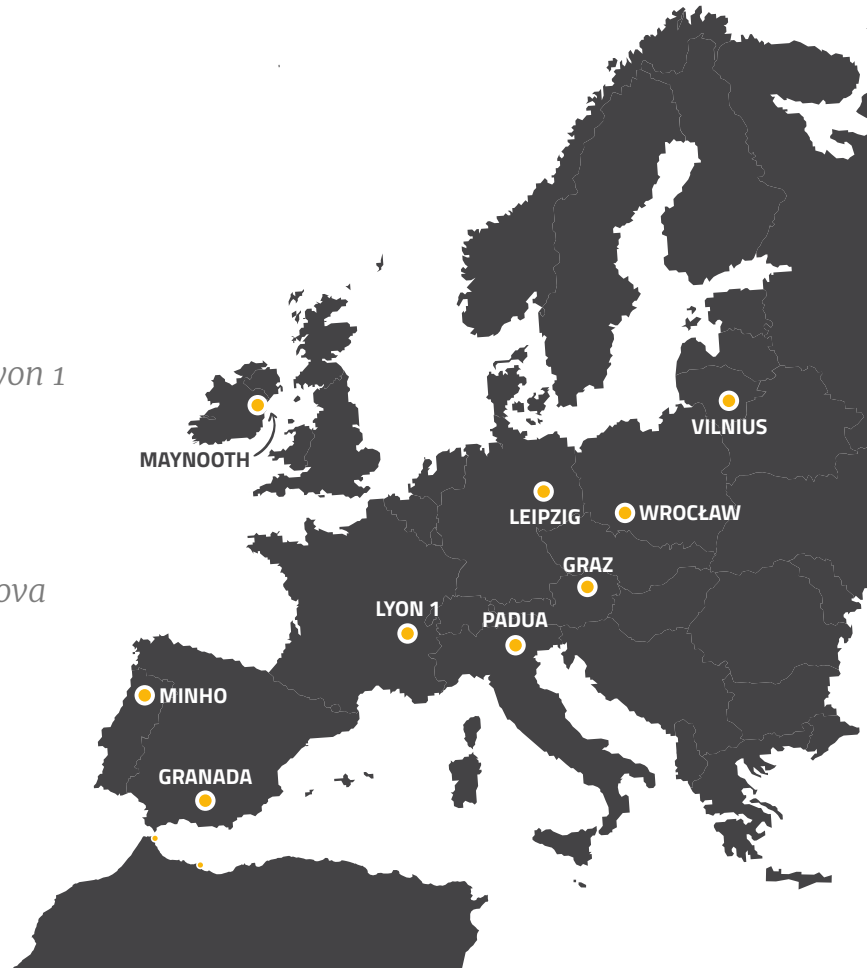 yon 1
MAYNOOTH
VILNIUS
LEIPZIG
WROCŁAW
GRAZ
ova
LYON 1
PADUA
MINHO
GRANADA